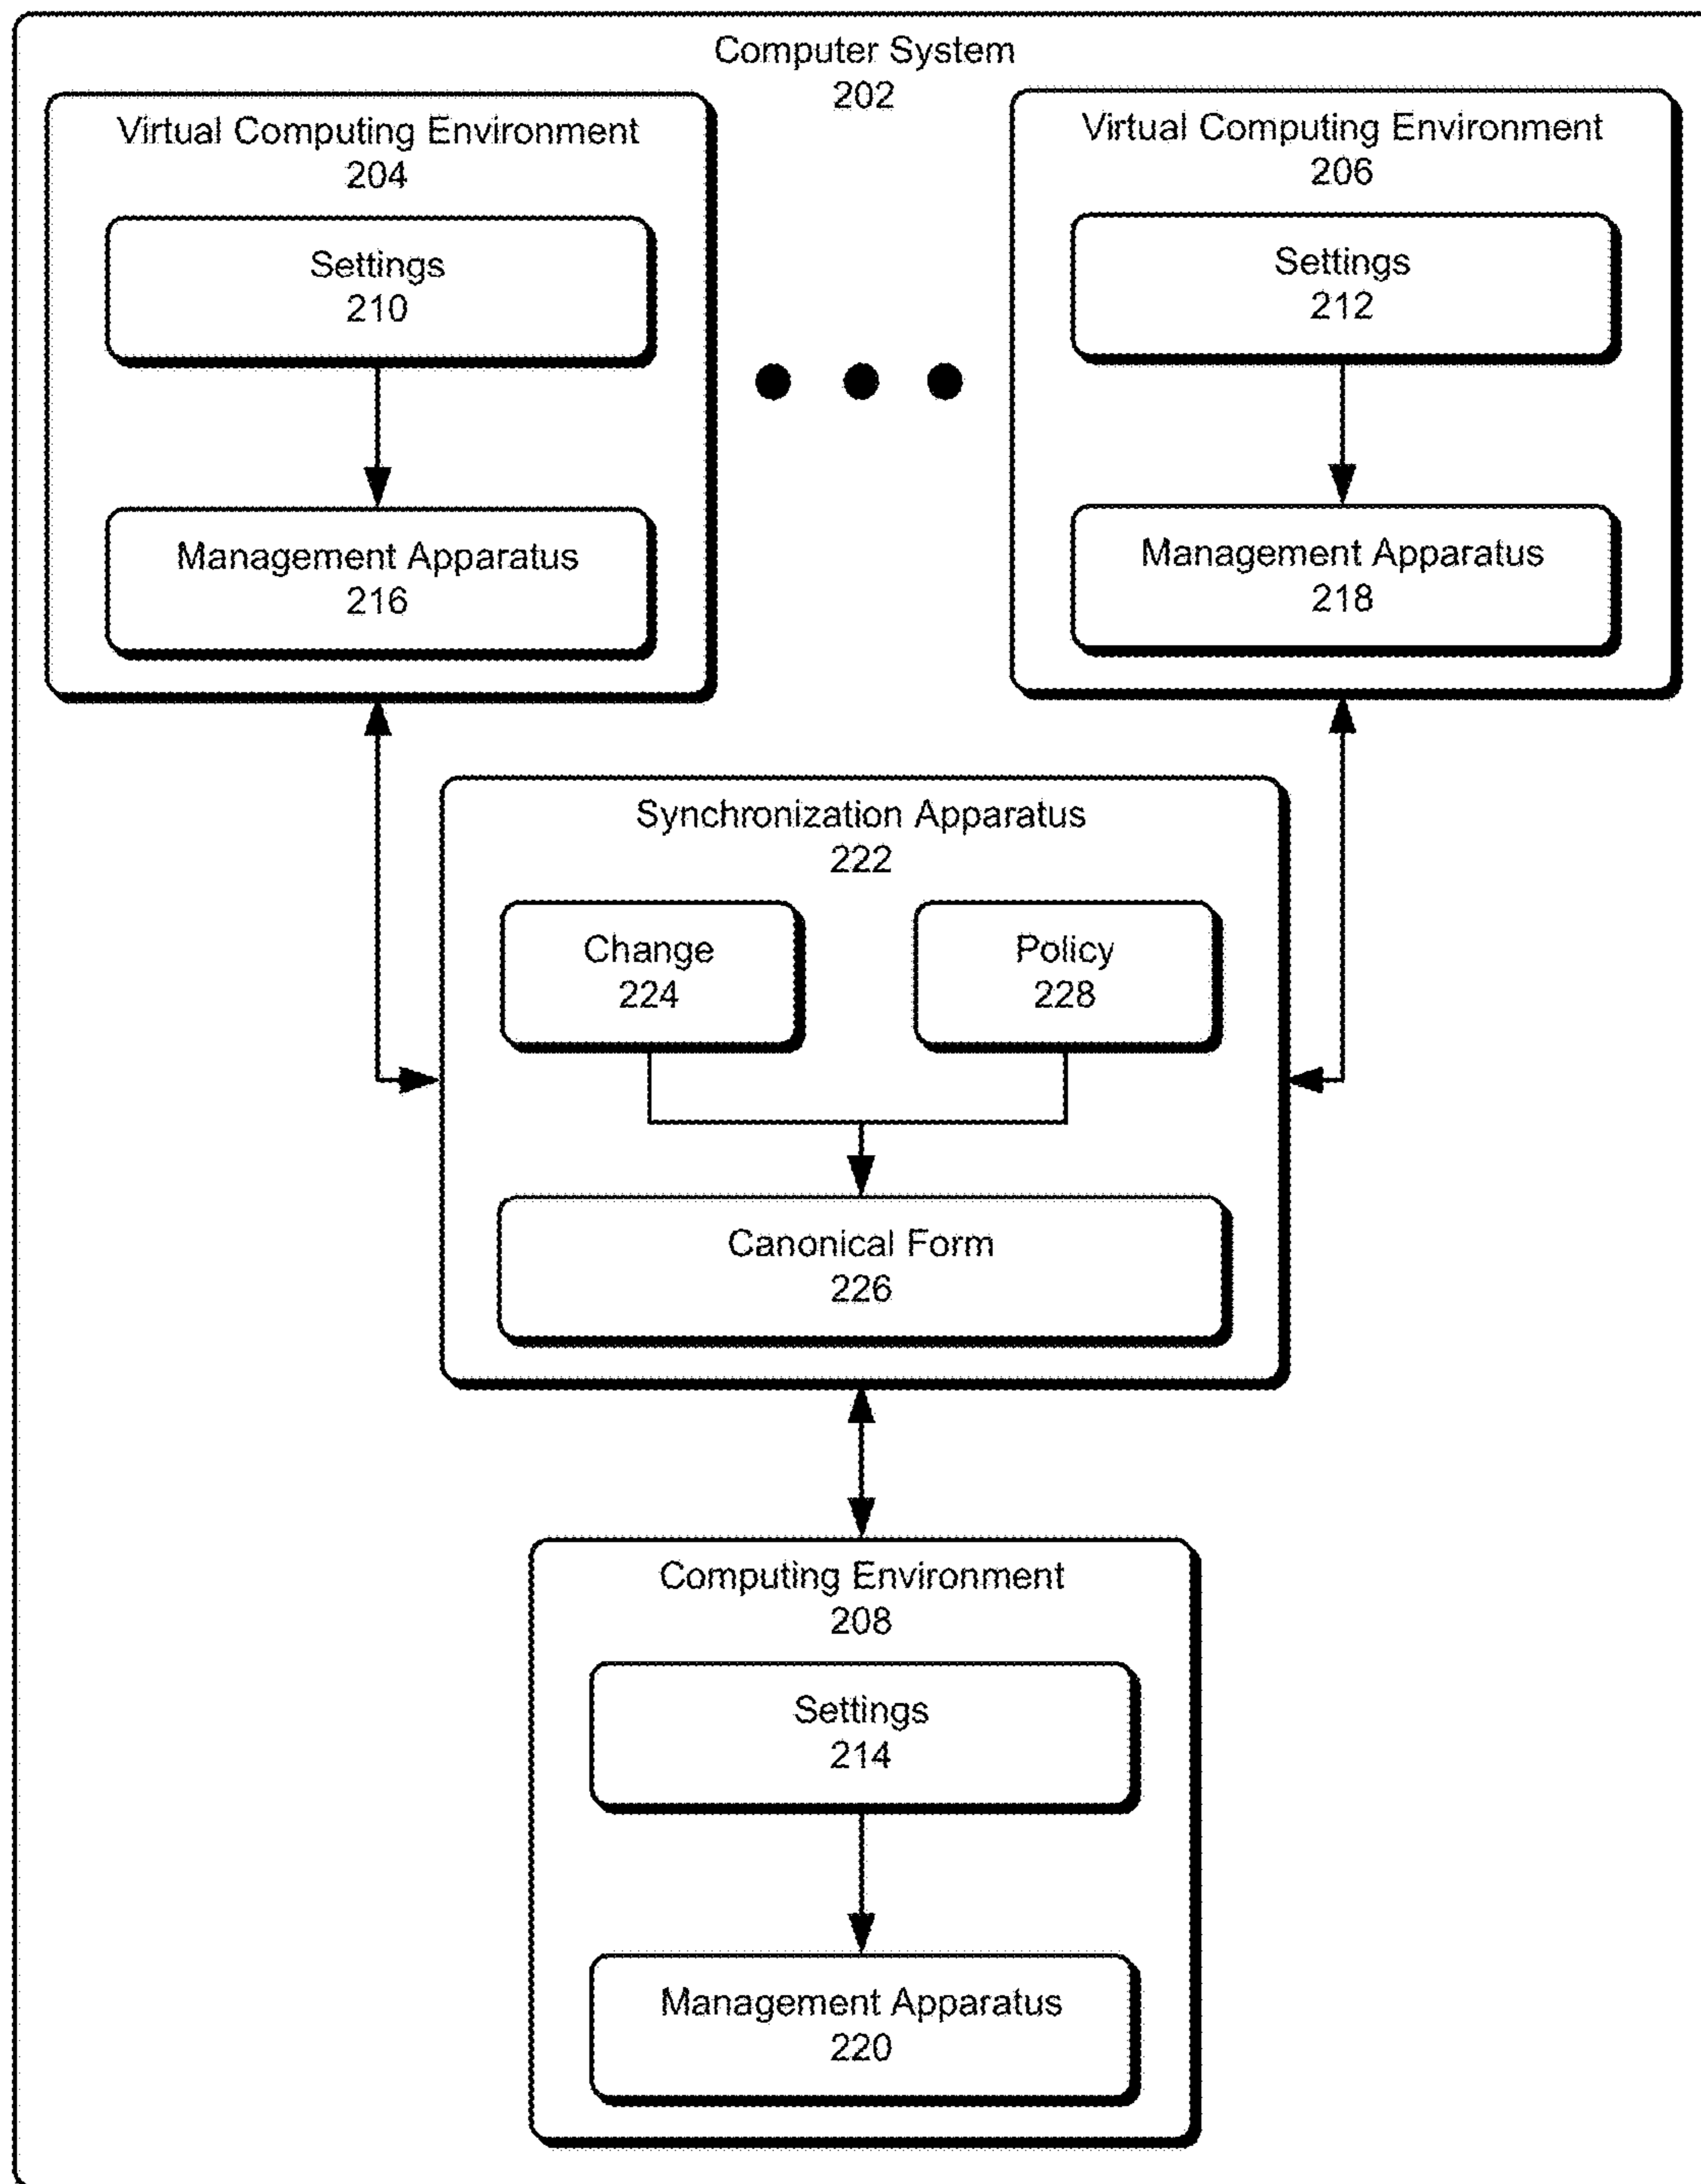 Computer System
202
Virtual Computing Environment
204
Settings
210
Management Apparatus
216
Virtual Computing Environment
206
Settings
212
Management Apparatus
218
Synchronization Apparatus
222
Change
224
Policy
228
Canonical Form
226
Computing Environment
208
Settings
214
Management Apparatus
220